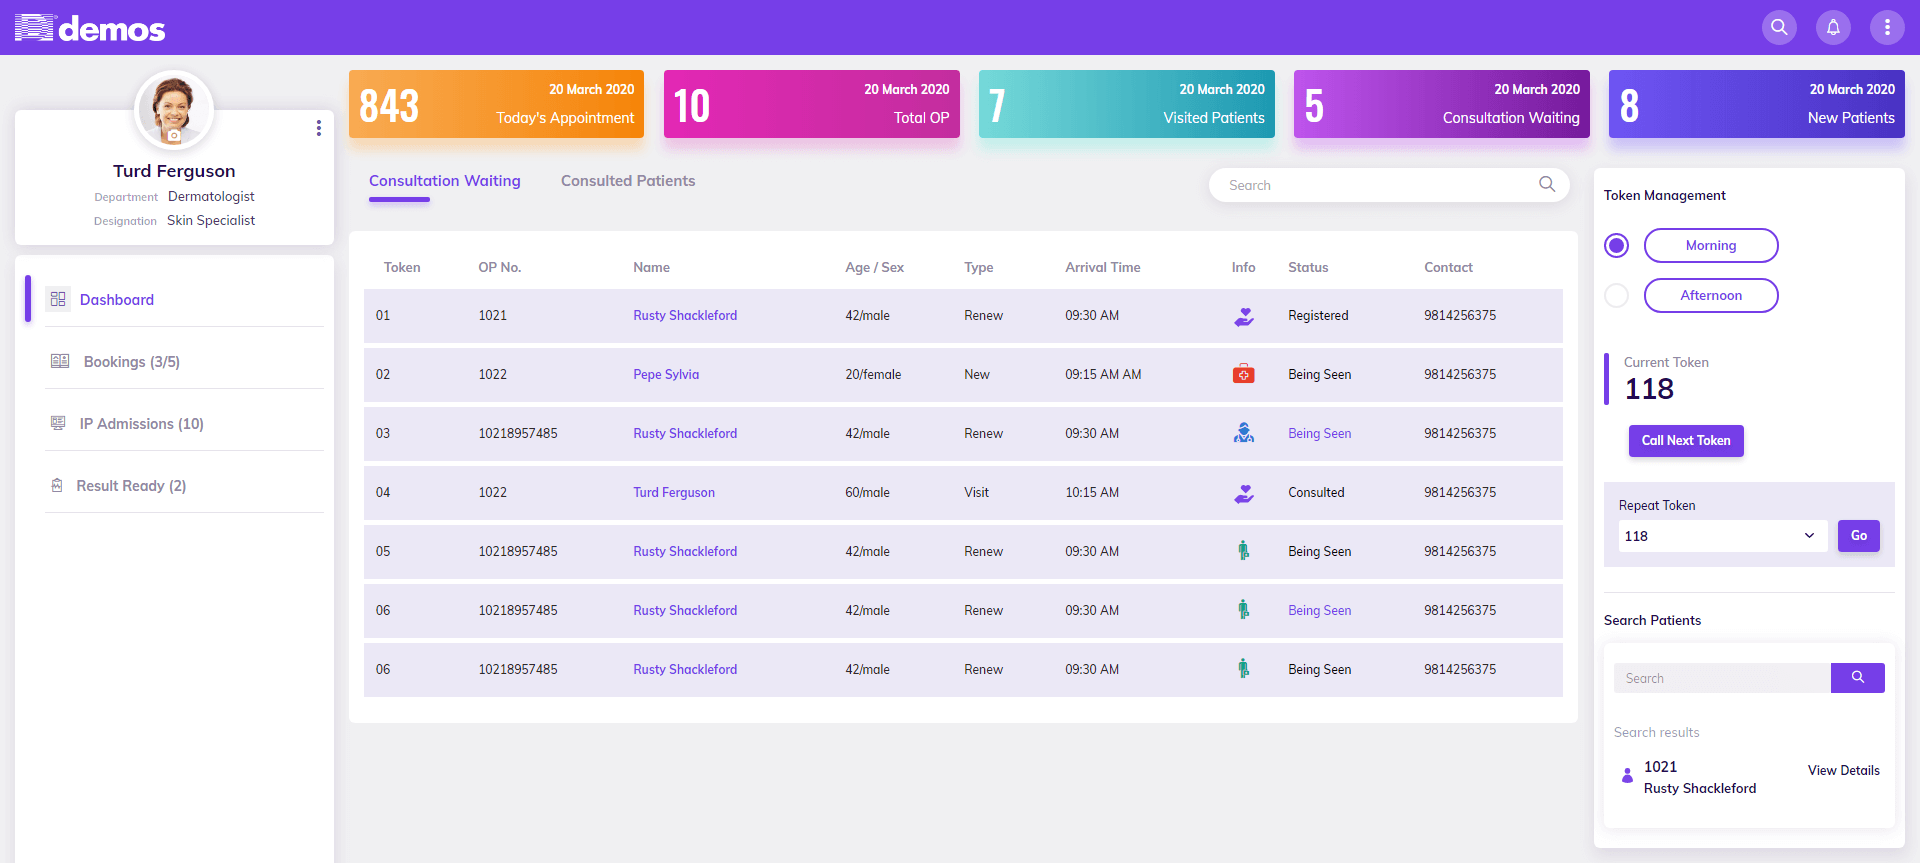 demos
Turd Ferguson
Department Dermatologist
Designation Skin Specialist
Dashboard
Bookings (3/5)
IP Admissions (10)
Result Ready (2)
843 20 March 2020
Today's Appointment
10 20 March 2020
Total OP
7 20 March 2020
Visited Patients
5 20 March 2020
Consultation Waiting
8 20 March 2020
New Patients
Consultation Waiting Consulted Patients Search
Token OP No. Name Age / Sex Type Arrival Time Info Status Contact
01 1021 Rusty Shackleford 42/male Renew 09:30 AM Registered 9814256375
02 1022 Pepe Sylvia 20/female New 09:15 AM AM Being Seen 9814256375
03 10218957485 Rusty Shackleford 42/male Renew 09:30 AM Being Seen 9814256375
04 1022 Turd Ferguson 60/male Visit 10:15 AM Consulted 9814256375
05 10218957485 Rusty Shackleford 42/male Renew 09:30 AM Being Seen 9814256375
06 10218957485 Rusty Shackleford 42/male Renew 09:30 AM Being Seen 9814256375
06 10218957485 Rusty Shackleford 42/male Renew 09:30 AM Being Seen 9814256375
Token Management
Morning
Afternoon
Current Token
118
Call Next Token
Repeat Token
118 Go
Search Patients
Search
Search results
1021
Rusty Shackleford
View Details